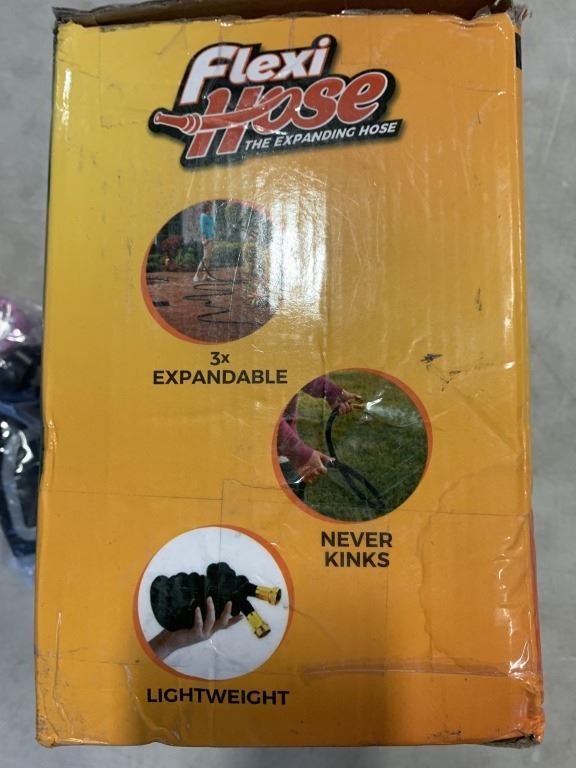 Flexi
Hose
THE EXPANDING HOSE
3x
EXPANDABLE
NEVER
KINKS
LIGHTWEIGHT